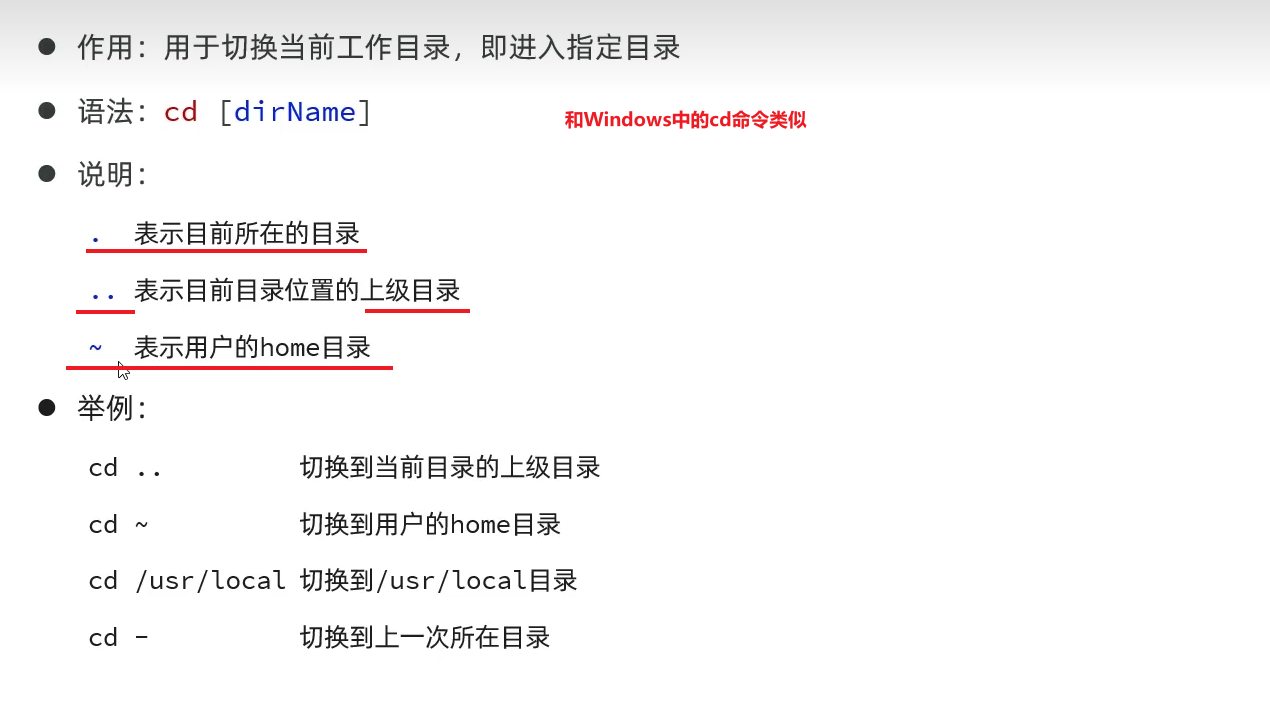 ● 作用：用于切换当前工作目录，即进入指定目录
● 语法：cd [dirName]
和Windows中的cd命令类似
● 说明：
. 表示目前所在的目录
.. 表示目前目录位置的上级目录
~ 表示用户的home目录
● 举例：
cd .. 切换到当前目录的上级目录
cd ~ 切换到用户的home目录
cd /usr/local 切换到/usr/local目录
cd - 切换到上一次所在目录